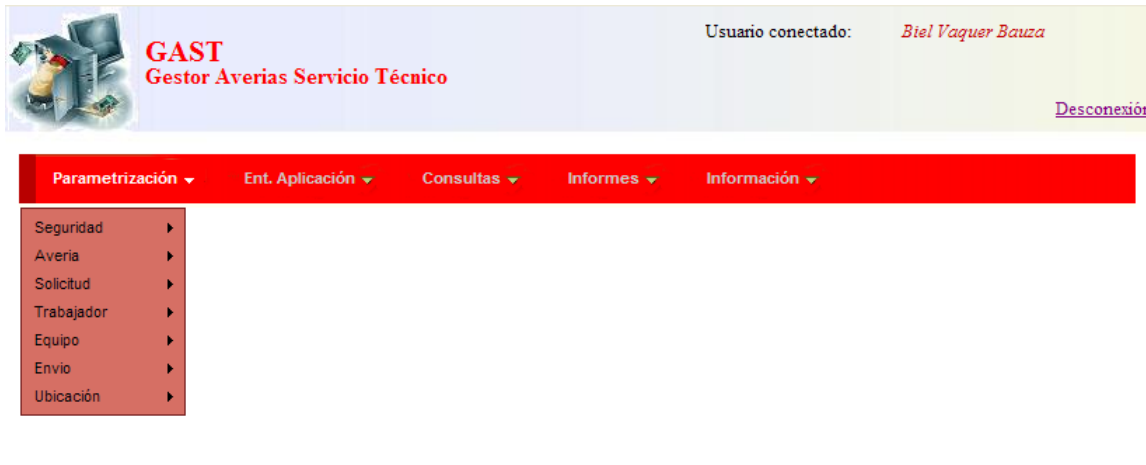 GAST
Gestor Averias Servicio Técnico
Usuario conectado: Biel Vaquer Bauza
Desconexión
Parametrización Ent. Aplicación Consultas Informes Información
Seguridad
Averia
Solicitud
Trabajador
Equipo
Envio
Ubicación